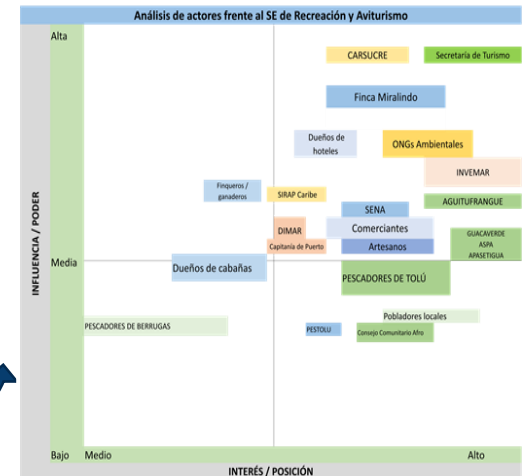 Análisis de actores frente al SE de Recreación y Aviturismo
Alta
CARSUCRE
Secretaría de Turismo
Finca Miralindo
Dueños de
hoteles
ONGs Ambientales
INVEMAR
Finqueros /
ganaderos
SIRAP Caribe
AGUITUFRANGUE
SENA
DIMAR
Capitanía de Puerto
Comerciantes
Artesanos
GUACAVERDE
ASPA
APASETIGUA
INFLUENCIA / PODER
Media
Dueños de cabañas
PESCADORES DE TOLÚ
Pobladores locales
PESCADORES DE BERRUGAS
PESTOLU
Consejo Comunitario Afro
Bajo
Medio
Alto
INTERÉS / POSICIÓN